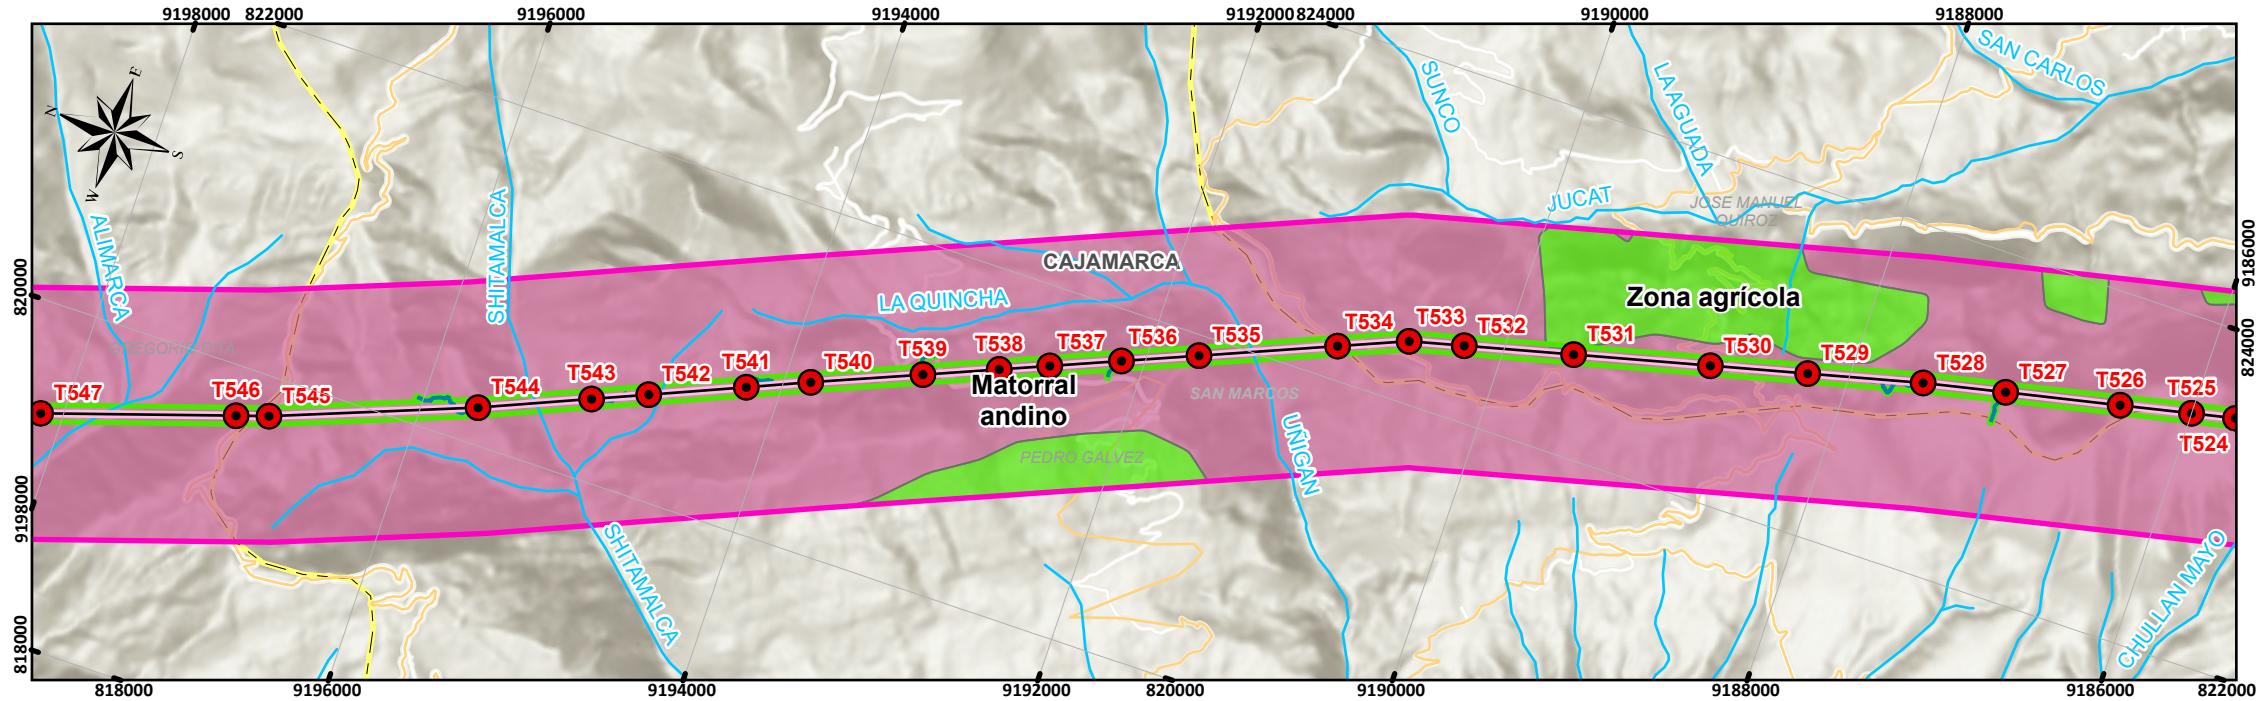 9198000 822000 9196000 9194000 9192000 824000 9190000 9188000
E
N
S
W
ALIMARCA
SHITAMALCA
SUNCO
LA AGUADA
SAN CARLOS
JUCAT
JOSE MANUEL
QUIROZ
CAJAMARCA
LA QUINCHA
Zona agrícola
820000
9186000
824000
T547
T546
T545
T544
T543
T542
T541
T540
T539
T538
T537
T536
T535
T534
T533
T532
T531
T530
T529
T528
T527
T526
T525
T524
Matorral
andino
SAN MARCOS
PEDRO GALVEZ
UÑIGAN
SHITAMALCA
CHULLAN MAYO
9198000
818000
818000 9196000 9194000 9192000 820000 9190000 9188000 9186000 822000